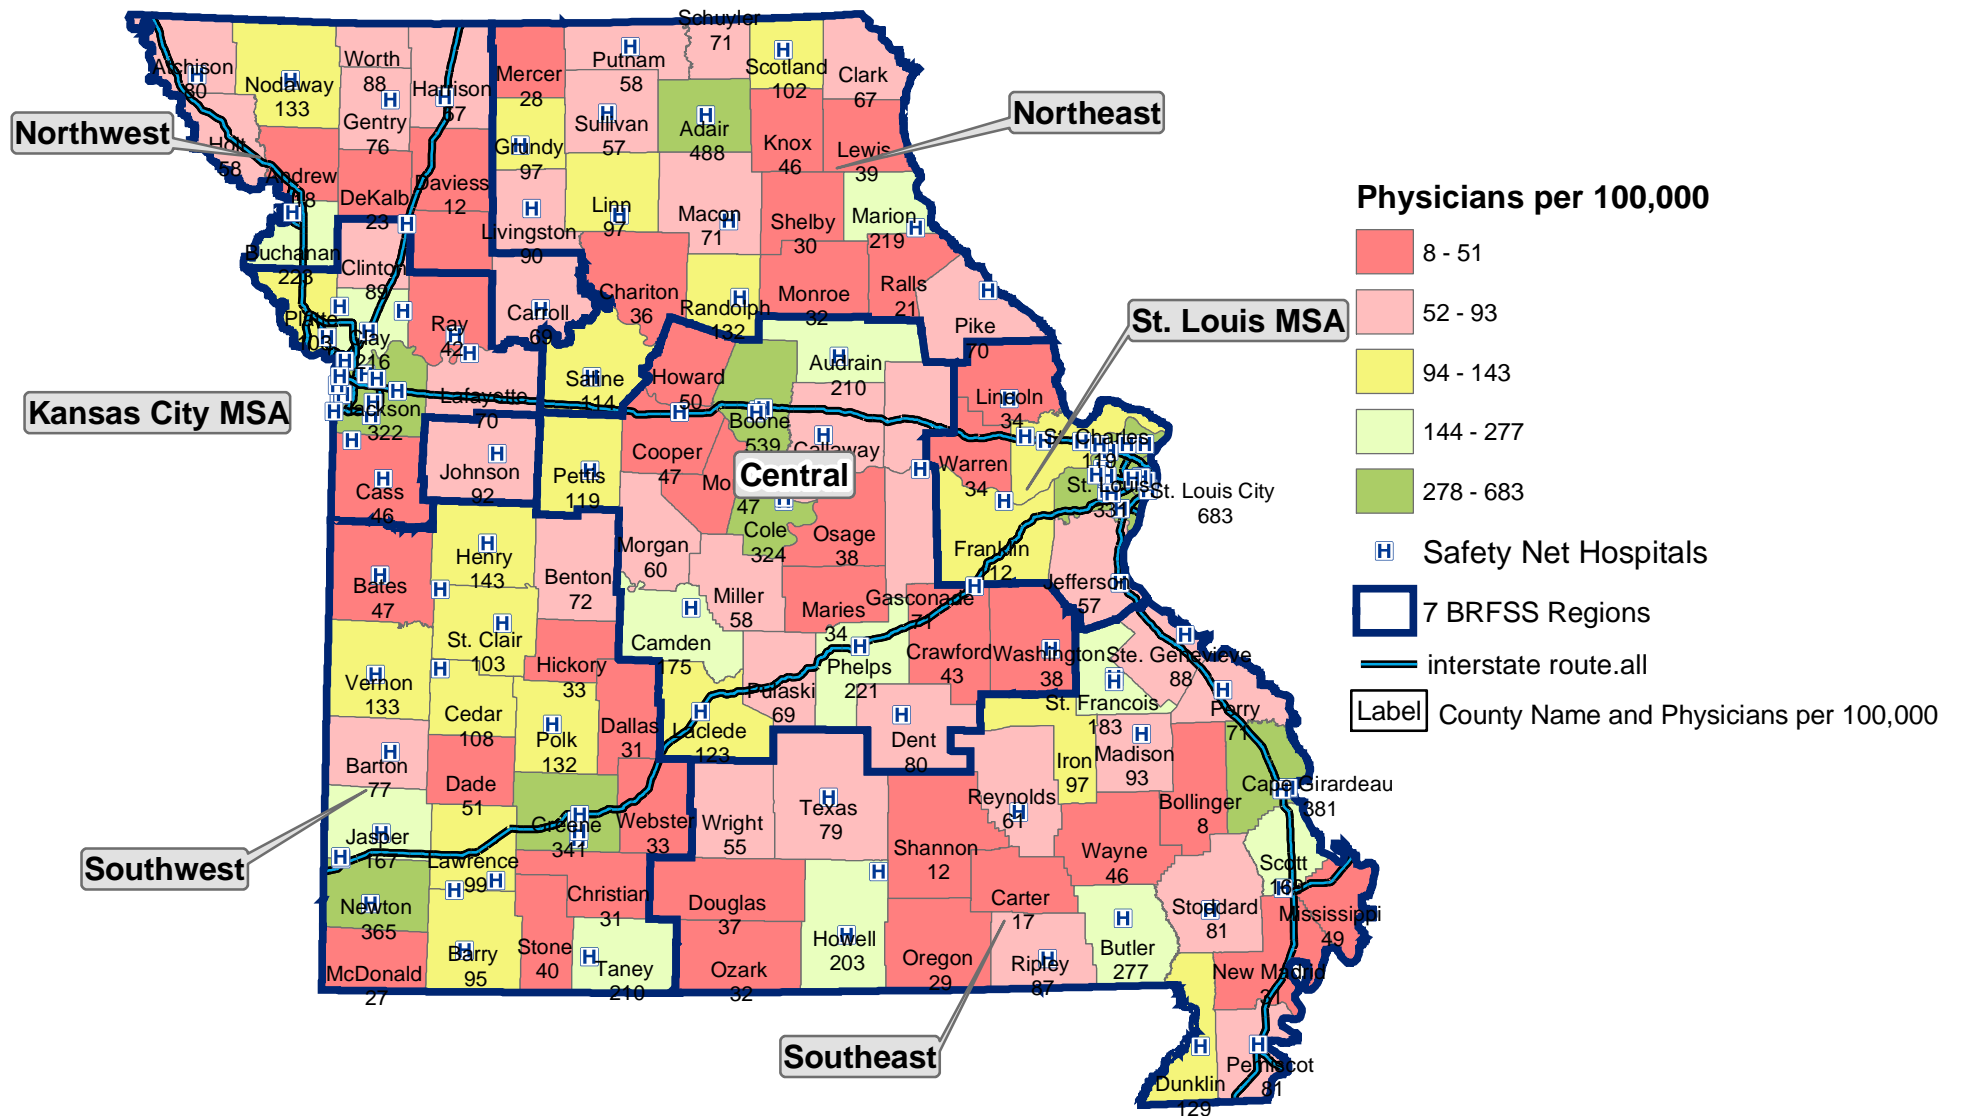 Schuyler
71
Atchison
80
Nodaway
133
Worth
88
Harrison
67
Gentry
76
Mercer
28
Putnam
58
Scotland
102
Clark
67
Northwest
Northeast
Holt
58
Andrew
DeKalb
23
Daviess
12
Grundy
97
Sullivan
57
Adair
488
Knox
46
Lewis
39
Livingston
90
Linn
97
Macon
71
Shelby
30
Marion
219
Buchanan
223
Clinton
89
Platte
103
Clay
216
Ray
42
Carroll
69
Chariton
36
Randolph
132
Monroe
32
Ralls
21
Pike
70
St. Louis MSA
Kansas City MSA
Jackson
322
Lafayette
70
Saline
114
Howard
50
Boone
539
Audrain
210
Callaway
Lincoln
34
St. Charles
119
Warren
34
St. Louis
St. Louis City
683
Johnson
92
Cass
46
Pettis
119
Cooper
47
Mo
47
Central
Cole
324
Osage
38
Franklin
112
Jefferson
57
Bates
47
Henry
143
Benton
72
Morgan
60
Miller
58
Maries
34
Gasconade
71
St. Clair
103
Hickory
33
Camden
175
Pulaski
69
Phelps
221
Crawford
43
Washington
38
Ste. Genevieve
88
St. Francois
183
Perry
71
Vernon
133
Cedar
108
Polk
132
Dallas
31
Laclede
123
Dent
80
Iron
97
Madison
93
Barton
77
Dade
51
Reynolds
61
Bollinger
8
Cape Girardeau
381
Southwest
Jasper
167
Lawrence
99
Greene
341
Webster
33
Wright
55
Texas
79
Shannon
12
Wayne
46
Scott
168
Newton
365
Christian
31
Douglas
37
Howell
203
Carter
17
Butler
277
Stoddard
81
Mississippi
49
McDonald
27
Barry
95
Stone
40
Taney
210
Ozark
32
Oregon
29
Ripley
87
New Madrid
31
Southeast
Dunklin
129
Pemiscot
81
Physicians per 100,000
8 - 51
52 - 93
94 - 143
144 - 277
278 - 683
H Safety Net Hospitals
7 BRFSS Regions
interstate route.all
Label County Name and Physicians per 100,000